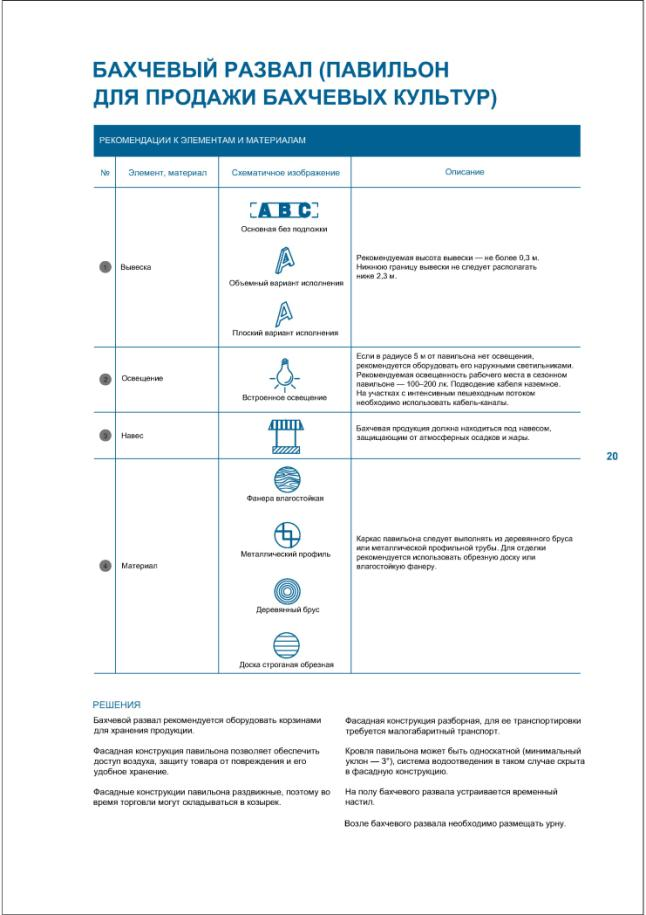 БАХЧЕВЫЙ РАЗВАЛ (ПАВИЛЬОН
ДЛЯ ПРОДАЖИ БАХЧЕВЫХ КУЛЬТУР)
РЕКОМЕНДАЦИИ К ЭЛЕМЕНТАМ И МАТЕРИАЛАМ
№ Элемент, материал Схематичное изображение Описание
1 Вывеска
ABC
Основная без подложки
A
Объемный вариант исполнения
A
Плоский вариант исполнения
Рекомендуемая высота вывески — не более 0,3 м.
Нижнюю границу вывески не следует располагать
ниже 2,3 м.
2 Освещение
Встроенное освещение
Если в радиусе 5 м от павильона нет освещения,
рекомендуется оборудовать его наружными светильниками.
Рекомендуемая освещенность рабочего места в сезонном
павильоне — 100–200 лк. Подводение кабеля наземное.
На участках с интенсивным пешеходным потоком
необходимо использовать кабель-каналы.
3 Навес
Бахчевая продукция должна находиться под навесом,
защищающим от атмосферных осадков и жары.
20
4 Материал
Фанера влагостойкая
Металлический профиль
Деревянный брус
Доска строганая обрезная
Каркас павильона следует выполнять из деревянного бруса
или металлической профильной трубы. Для отделки
рекомендуется использовать обрезную доску или
влагостойкую фанеру.
РЕШЕНИЯ
Бахчевой развал рекомендуется оборудовать корзинами
для хранения продукции.
Фасадная конструкция павильона позволяет обеспечить
доступ воздуха, защиту товара от повреждения и его
удобное хранение.
Фасадные конструкции павильона раздвижные, поэтому во
время торговли могут складываться в козырек.
Фасадная конструкция разборная, для ее транспортировки
требуется малогабаритный транспорт.
Кровля павильона может быть односкатной (минимальный
уклон — 3°), система водоотведения в таком случае скрыта
в фасадную конструкцию.
На полу бахчевого развала устраивается временный
настил.
Возле бахчевого развала необходимо размещать урну.